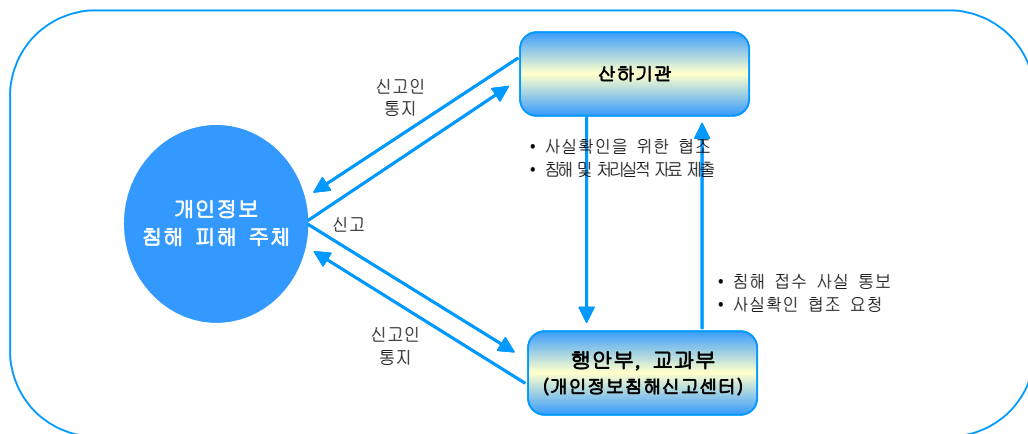 산하기관
신고인
통지
• 사실확인을 위한 협조
• 침해 및 처리실적 자료 제출
개인정보
침해 피해 주체
신고
• 침해 접수 사실 통보
• 사실확인 협조 요청
신고인
통지
행안부, 교과부
(개인정보침해신고센터)